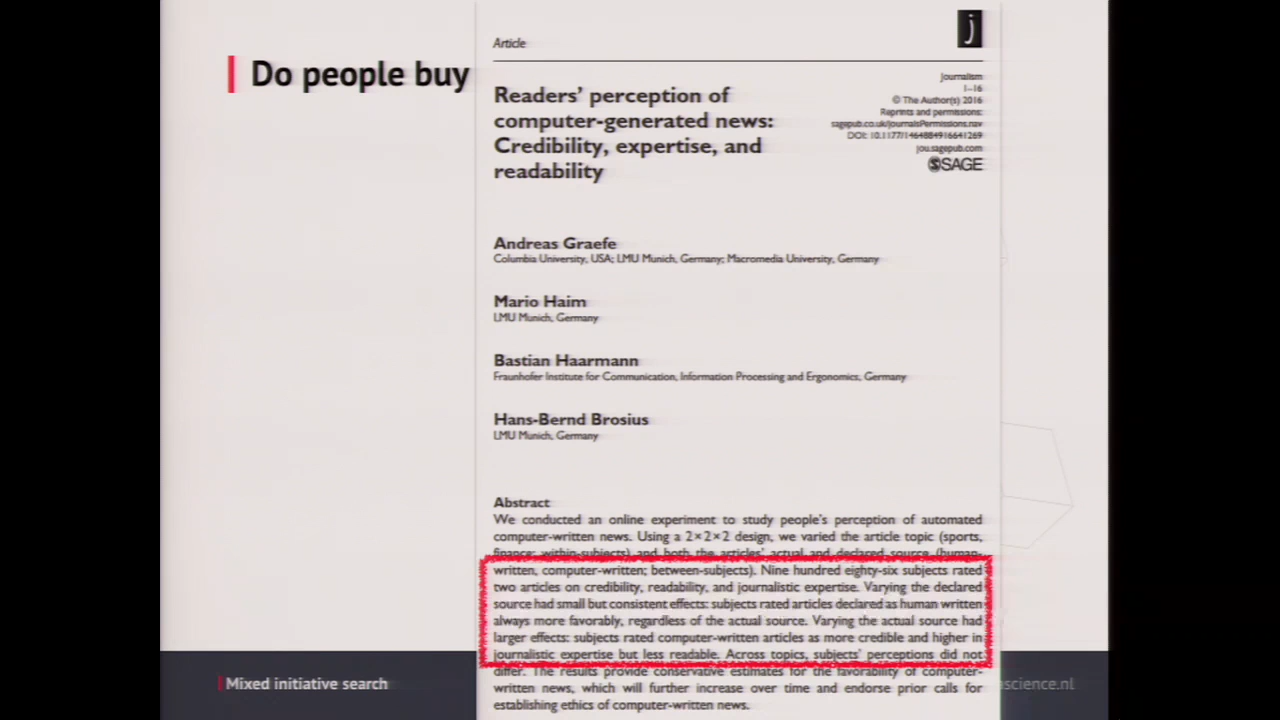 Do people buy
Article
j
Readers' perception of
computer-generated news:
Credibility, expertise, and
readability
Journalism
1–16
© The Author(s) 2016
Reprints and permissions:
sagepub.co.uk/journalsPermissions.nav
DOI: 10.1177/1464884916641269
jou.sagepub.com
SAGE
Andreas Graefe
Columbia University, USA; LMU Munich, Germany; Macromedia University, Germany
Mario Haim
LMU Munich, Germany
Bastian Haarmann
Fraunhofer Institute for Communication, Information Processing and Ergonomics, Germany
Hans-Bernd Brosius
LMU Munich, Germany
Abstract
We conducted an online experiment to study people's perception of automated
computer-written news. Using a 2×2×2 design, we varied the article topic (sports,
finance; within-subjects) and both the articles' actual and declared source (human-
written, computer-written; between-subjects). Nine hundred eighty-six subjects rated
two articles on credibility, readability, and journalistic expertise. Varying the declared
source had small but consistent effects: subjects rated articles declared as human written
always more favorably, regardless of the actual source. Varying the actual source had
larger effects: subjects rated computer-written articles as more credible and higher in
journalistic expertise but less readable. Across topics, subjects' perceptions did not
differ. The results provide conservative estimates for the favorability of computer-
written news, which will further increase over time and endorse prior calls for
establishing ethics of computer-written news.
Mixed initiative search
science.nl